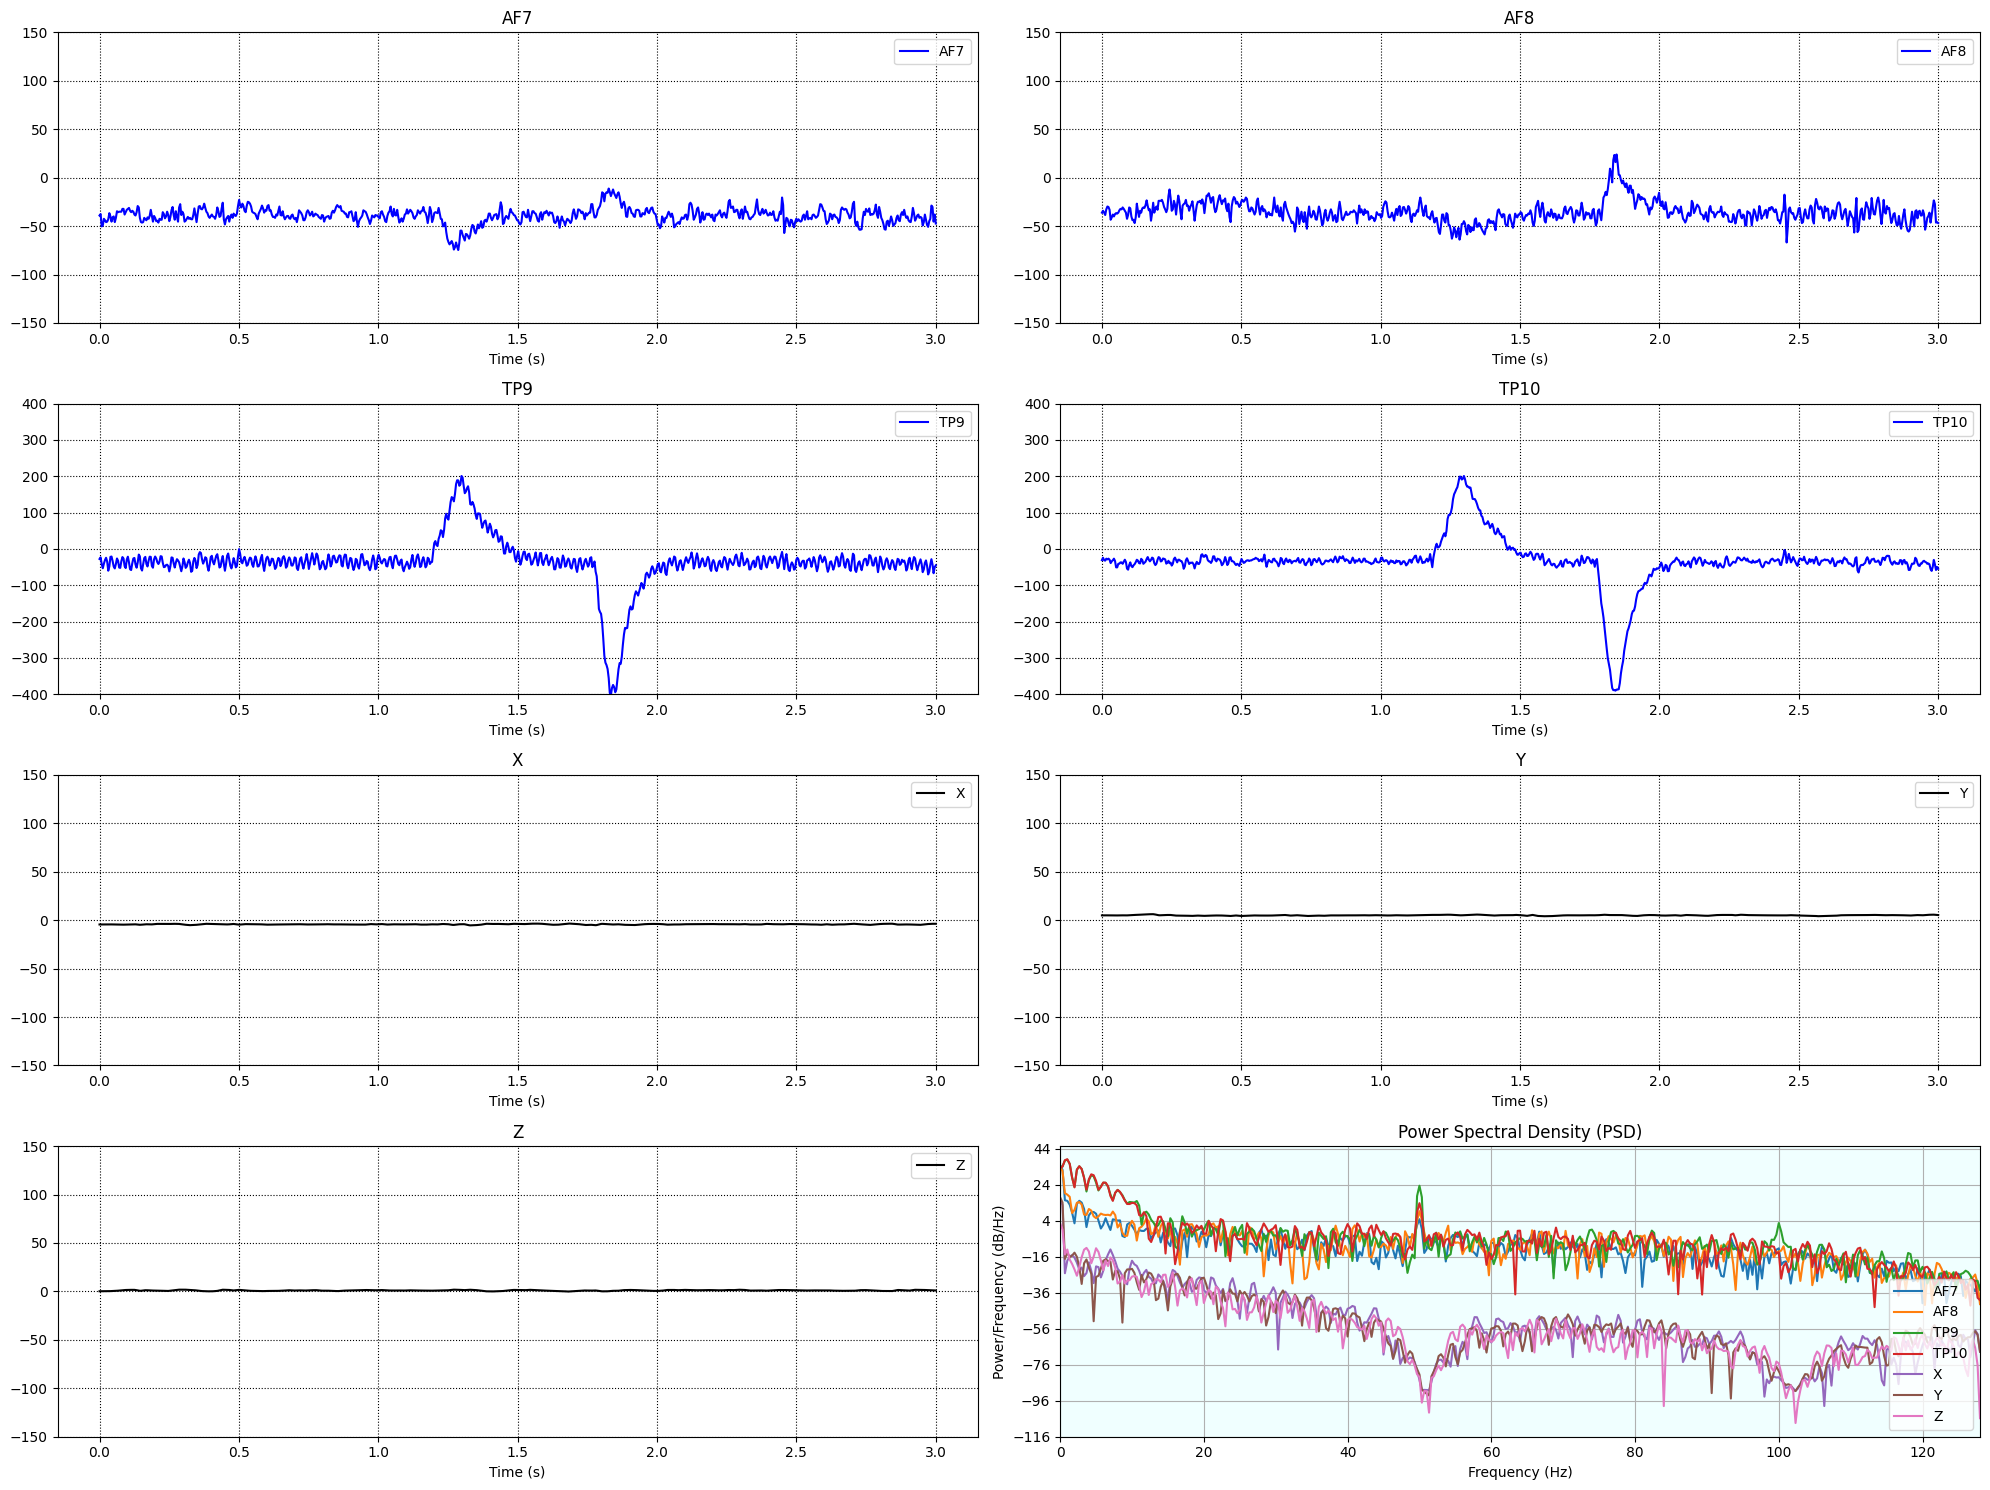 AF7
150
100
50
0
−50
−100
−150
AF7
0.0 0.5 1.0 1.5 2.0 2.5 3.0
Time (s)
AF8
150
100
50
0
−50
−100
−150
AF8
0.0 0.5 1.0 1.5 2.0 2.5 3.0
Time (s)
TP9
400
300
200
100
0
−100
−200
−300
−400
TP9
0.0 0.5 1.0 1.5 2.0 2.5 3.0
Time (s)
TP10
400
300
200
100
0
−100
−200
−300
−400
TP10
0.0 0.5 1.0 1.5 2.0 2.5 3.0
Time (s)
X
150
100
50
0
−50
−100
−150
X
0.0 0.5 1.0 1.5 2.0 2.5 3.0
Time (s)
Y
150
100
50
0
−50
−100
−150
Y
0.0 0.5 1.0 1.5 2.0 2.5 3.0
Time (s)
Z
150
100
50
0
−50
−100
−150
Z
0.0 0.5 1.0 1.5 2.0 2.5 3.0
Time (s)
Power Spectral Density (PSD)
Power/Frequency (dB/Hz)
44
24
4
−16
−36
−56
−76
−96
−116
AF7
AF8
TP9
TP10
X
Y
Z
0 20 40 60 80 100 120
Frequency (Hz)